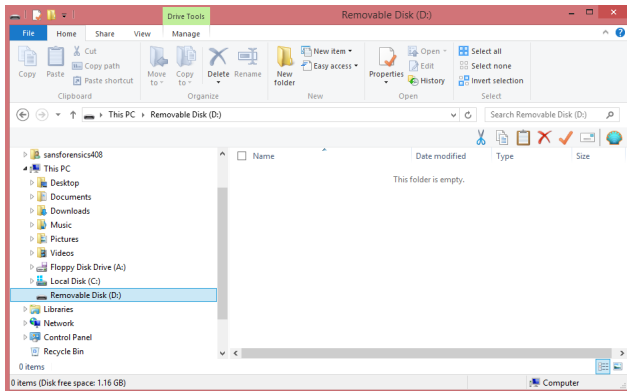 Drive Tools
Removable Disk (D:)
File Home Share View Manage
Copy Paste Cut
Copy path
Paste shortcut
Move to Copy to Delete Rename
New folder
New item
Easy access
Properties Open
Edit
History
Select all
Select none
Invert selection
Clipboard Organize New Open Select
This PC Removable Disk (D:) Search Removable Disk (D:)
sansforensics408
This PC
Desktop
Documents
Downloads
Music
Pictures
Videos
Floppy Disk Drive (A:)
Local Disk (C:)
Removable Disk (D:)
Libraries
Network
Control Panel
Recycle Bin
Name Date modified Type Size
This folder is empty.
0 items
0 items (Disk free space: 1.16 GB) Computer